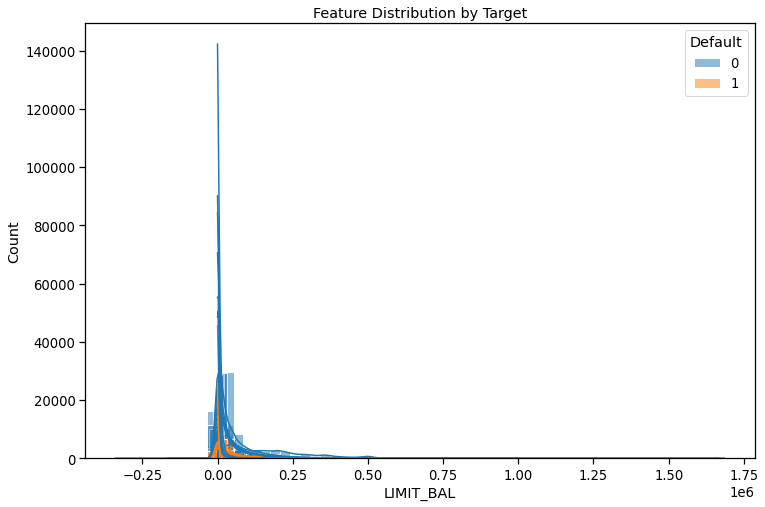 Feature Distribution by Target
Default
0
1
140000
120000
100000
80000
60000
40000
20000
0
Count
−0.25 0.00 0.25 0.50 0.75 1.00 1.25 1.50 1.75
1e6
LIMIT_BAL